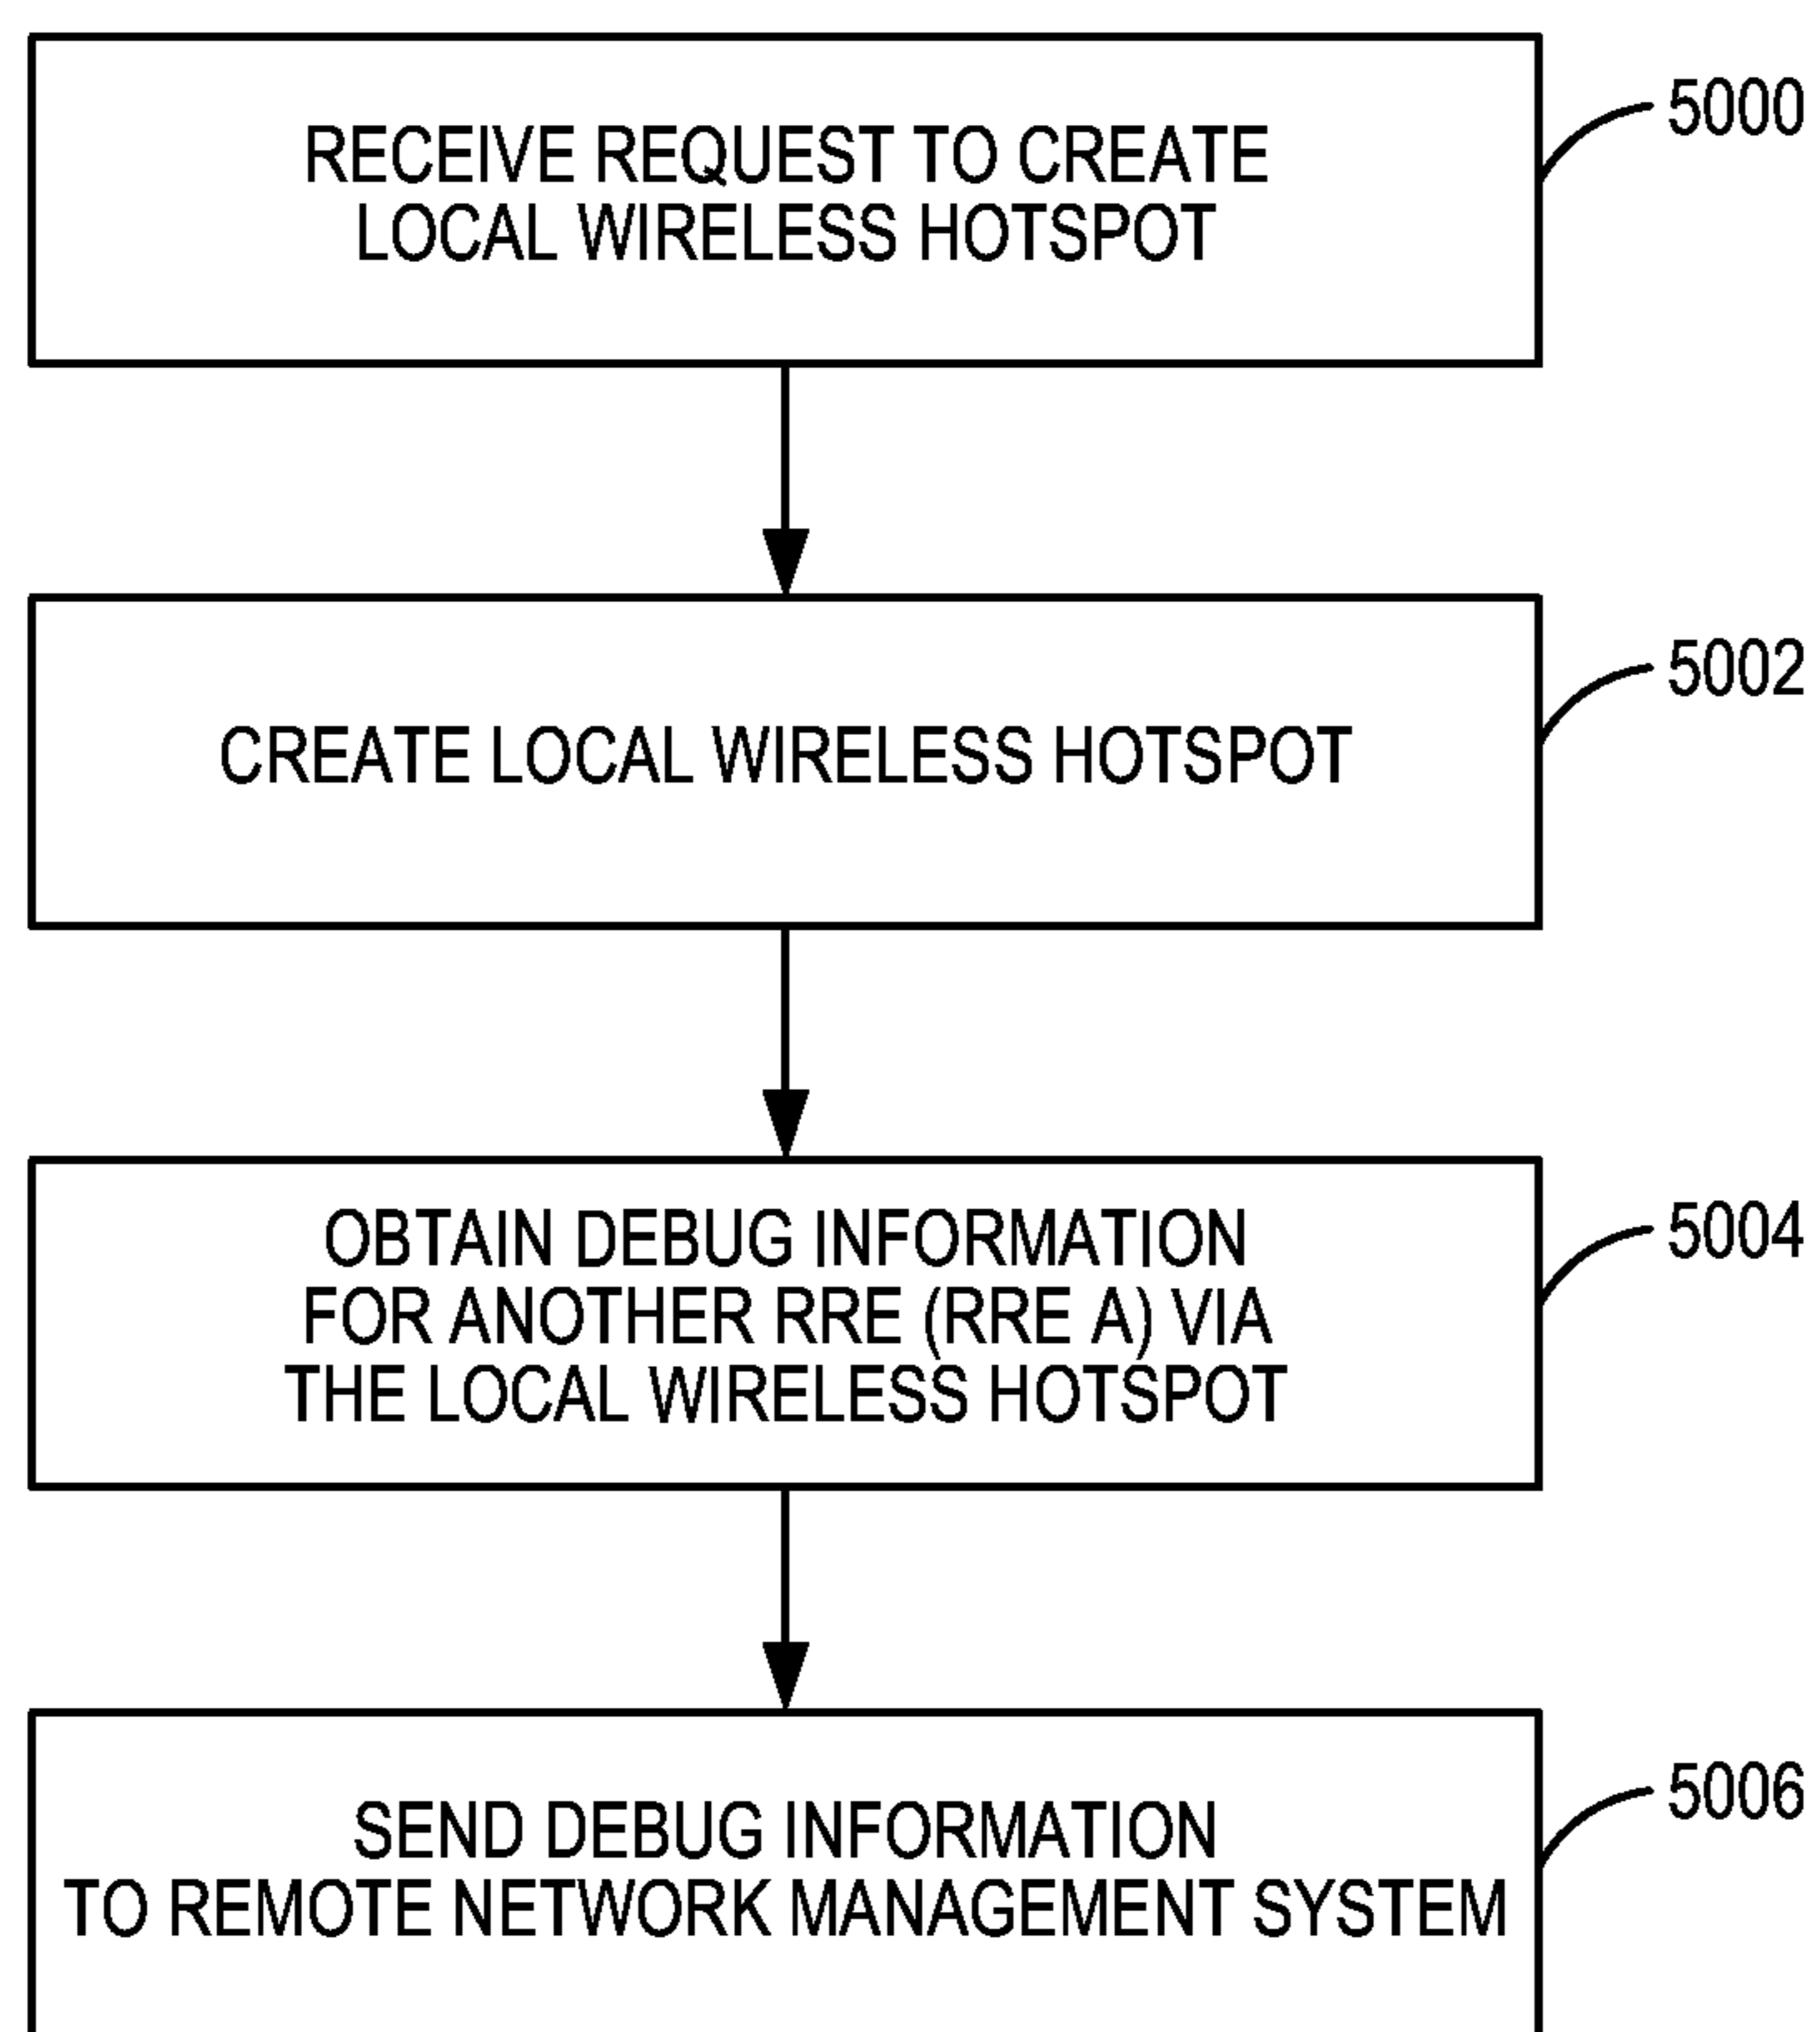 RECEIVE REQUEST TO CREATE
LOCAL WIRELESS HOTSPOT
5000
CREATE LOCAL WIRELESS HOTSPOT
5002
OBTAIN DEBUG INFORMATION
FOR ANOTHER RRE (RRE A) VIA
THE LOCAL WIRELESS HOTSPOT
5004
SEND DEBUG INFORMATION
TO REMOTE NETWORK MANAGEMENT SYSTEM
5006